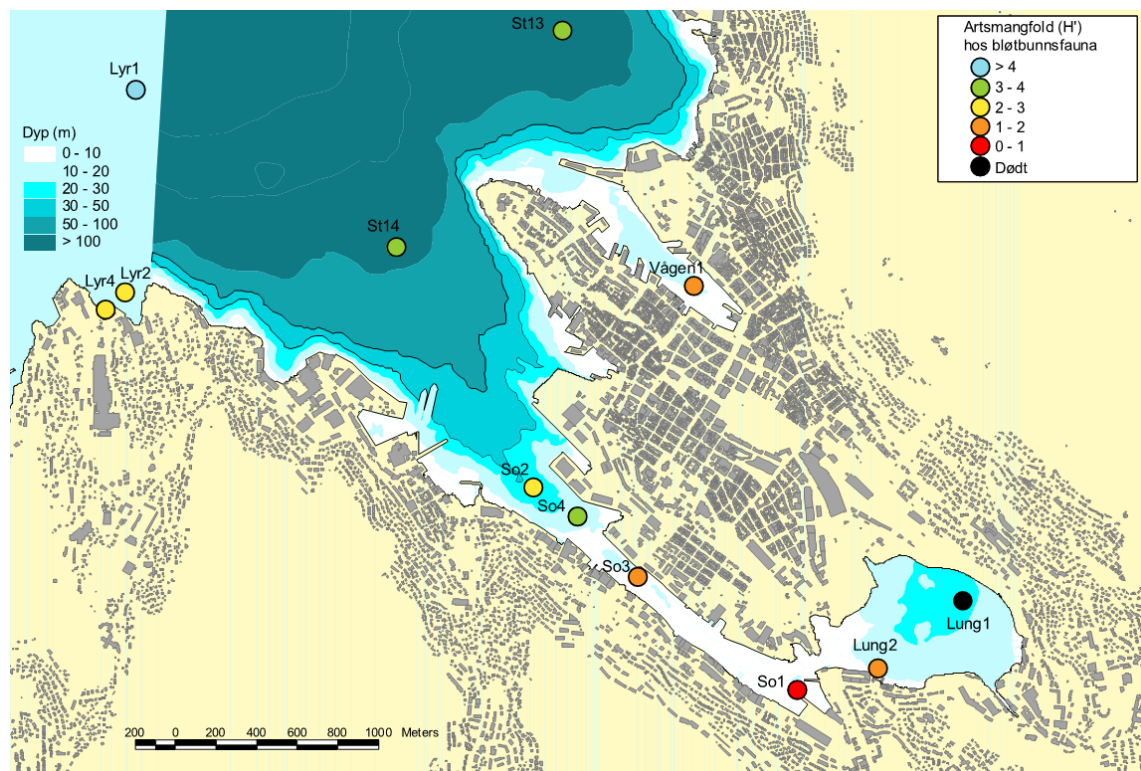 St13
Lyr1
Artsmangfold (H')
hos bløtbunnsfauna
> 4
3 - 4
2 - 3
1 - 2
0 - 1
Dødt
Dyp (m)
0 - 10
10 - 20
20 - 30
30 - 50
50 - 100
> 100
St14
Lyr4
Lyr2
Vågen1
So2
So4
So3
Lung1
Lung2
So1
200 0 200 400 600 800 1000 Meters